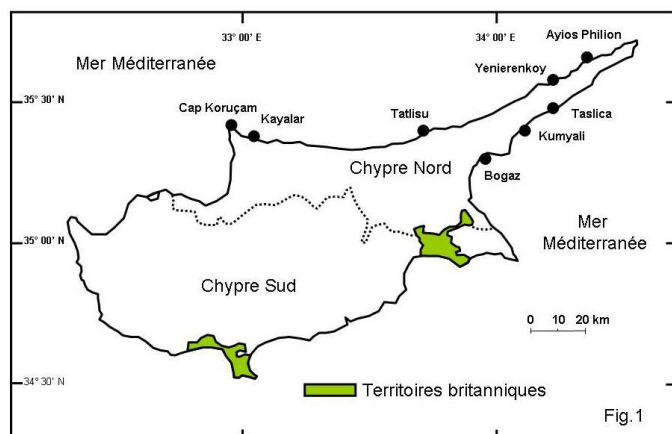 33°00' E
34°00' E
Ayios Philion
Mer Méditerranée
Yenierenkoy
35°30' N
Cap Koruçam
Kayalar
Tatlisu
Taslica
Kumyali
Chypre Nord
Bogaz
35°00' N
Mer
Méditerranée
Chypre Sud
0 10 20 km
34°30' N
Territoires britanniques
Fig.1